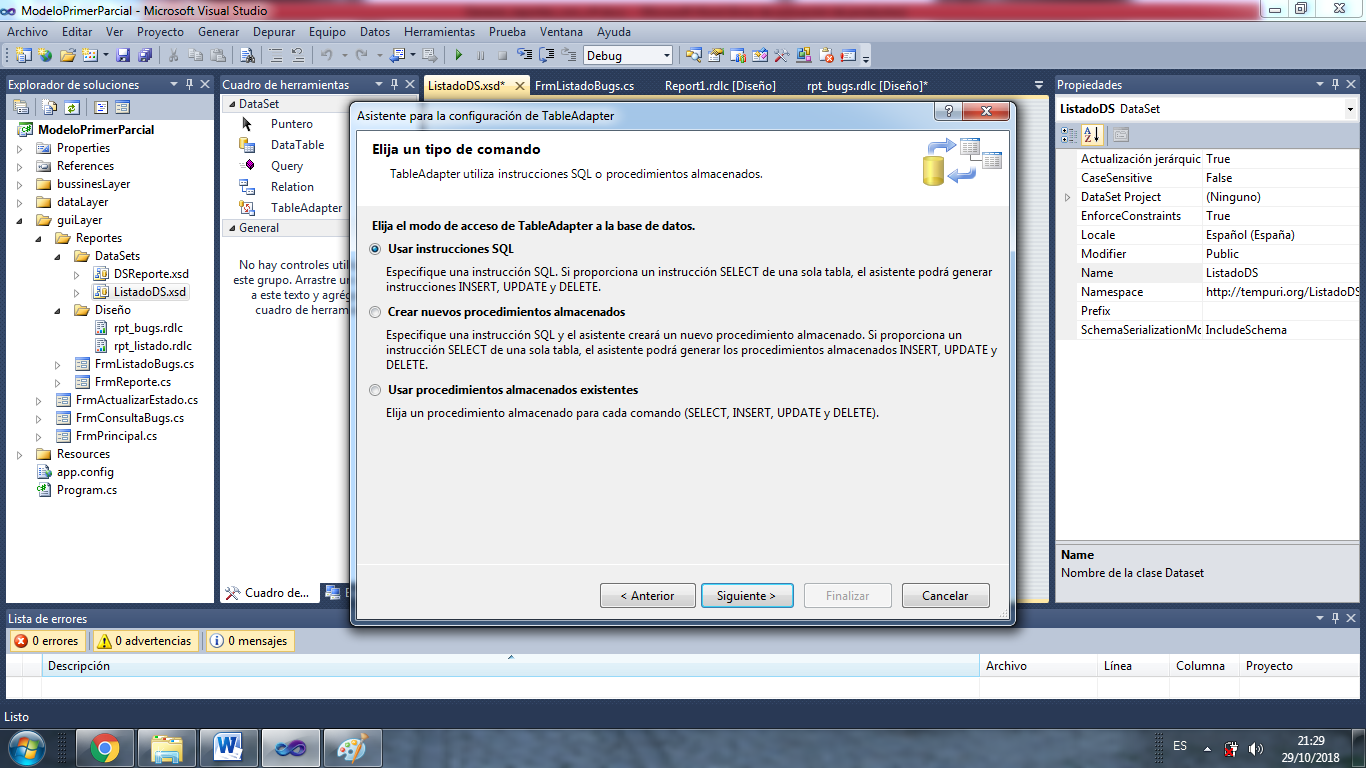 ModeloPrimerParcial - Microsoft Visual Studio
Archivo Editar Ver Proyecto Generar Depurar Equipo Datos Herramientas Prueba Ventana Ayuda
Debug
Explorador de soluciones
ModeloPrimerParcial
Properties
References
bussinesLayer
dataLayer
guiLayer
Reportes
DataSets
DSReporte.xsd
ListadoDS.xsd
Diseño
rpt_bugs.rdlc
rpt_listado.rdlc
FrmListadoBugs.cs
FrmReporte.cs
FrmActualizarEstado.cs
FrmConsultaBugs.cs
FrmPrincipal.cs
Resources
app.config
Program.cs
Cuadro de herramientas
DataSet
Puntero
DataTable
Query
Relation
TableAdapter
General
No hay controles util
este grupo. Arrastre un
a este texto y agrég
cuadro de herram
Cuadro de...
ListadoDS.xsd* FrmListadoBugs.cs Report1.rdlc [Diseño] rpt_bugs.rdlc [Diseño]*
Asistente para la configuración de TableAdapter
Elija un tipo de comando
TableAdapter utiliza instrucciones SQL o procedimientos almacenados.
Elija el modo de acceso de TableAdapter a la base de datos.
Usar instrucciones SQL
Especifique una instrucción SQL. Si proporciona un instrucción SELECT de una sola tabla, el asistente podrá generar
instrucciones INSERT, UPDATE y DELETE.
Crear nuevos procedimientos almacenados
Especifique una instrucción SQL y el asistente creará un nuevo procedimiento almacenado. Si proporciona un
instrucción SELECT de una sola tabla, el asistente podrá generar los procedimientos almacenados INSERT, UPDATE y
DELETE.
Usar procedimientos almacenados existentes
Elija un procedimiento almacenado para cada comando (SELECT, INSERT, UPDATE y DELETE).
< Anterior Siguiente > Finalizar Cancelar
Propiedades
ListadoDS DataSet
Actualización jerárquic True
CaseSensitive False
DataSet Project (Ninguno)
EnforceConstraints True
Locale Español (España)
Modifier Public
Name ListadoDS
Namespace http://tempuri.org/ListadoDS
Prefix
SchemaSerializationMo IncludeSchema
Name
Nombre de la clase Dataset
Lista de errores
0 errores 0 advertencias 0 mensajes
Descripción Archivo Línea Columna Proyecto
Listo
ES
21:29
29/10/2018